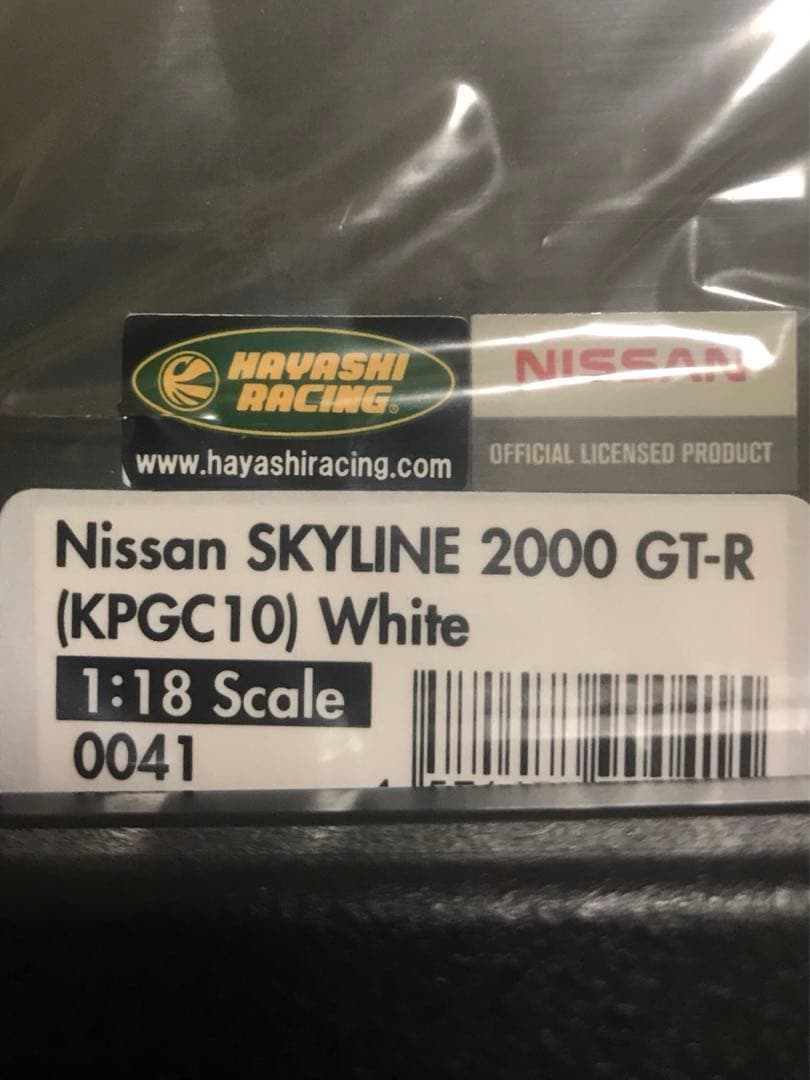 HAYASHI
RACING®
www.hayashiracing.com
NISSAN
OFFICIAL LICENSED PRODUCT
Nissan SKYLINE 2000 GT-R
(KPGC10) White
1:18 Scale
0041